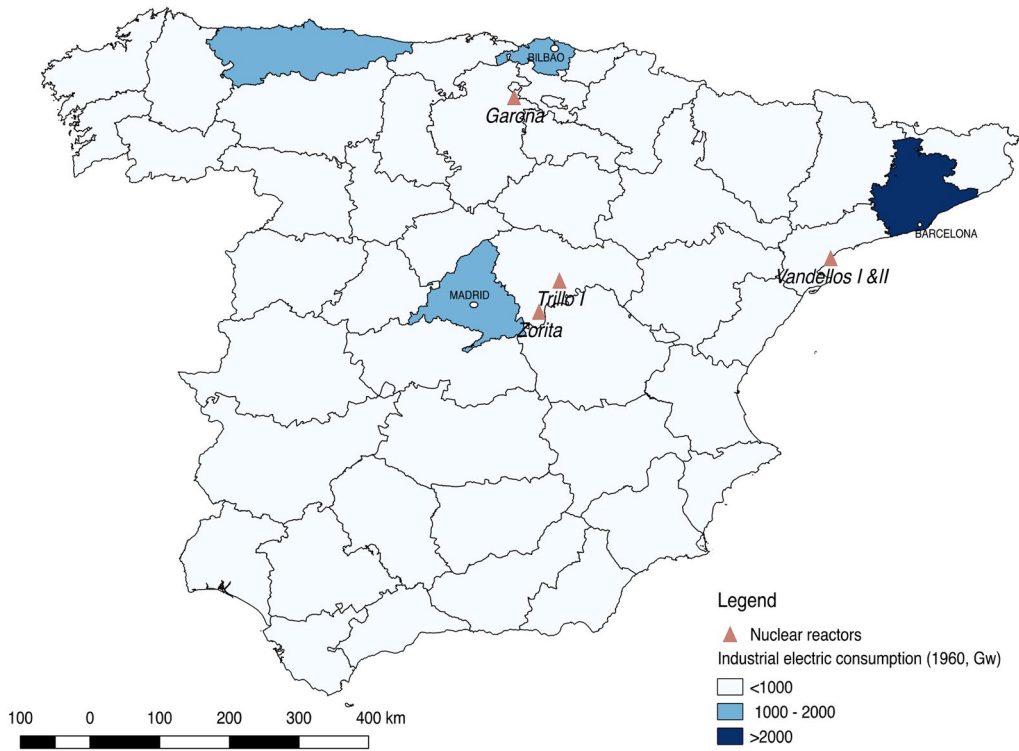 BILBAO
Garona
BARCELONA
Vandellos I &II
MADRID
Trillo I
Zorita
Legend
Nuclear reactors
Industrial electric consumption (1960, Gw)
<1000
1000 - 2000
>2000
100 0 100 200 300 400 km